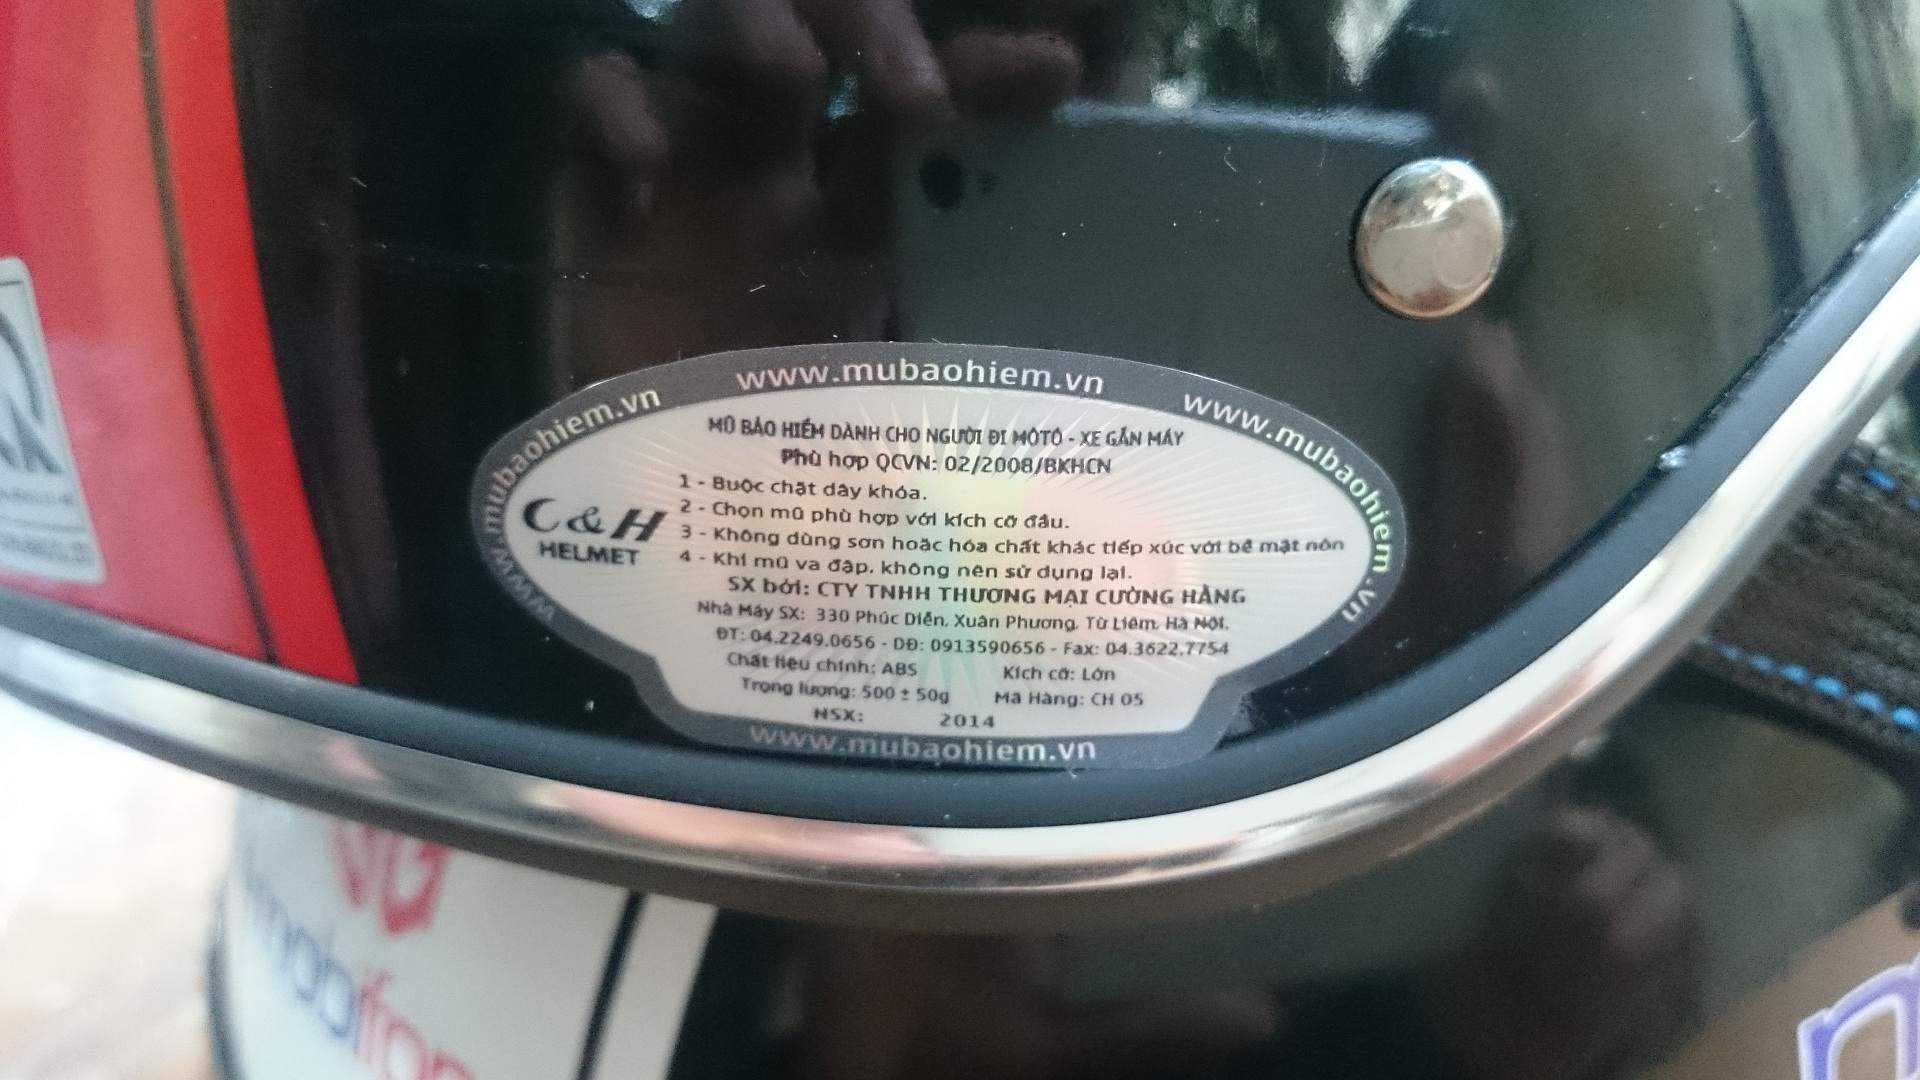 www.mubaohiem.vn
www.mubaohiem.vn
www.mubaohiem.vn
MŨ BẢO HIỂM DÀNH CHO NGƯỜI ĐI MÔTÔ - XE GẮN MÁY
Phù hợp QCVN: 02/2008/BKHCN
1 - Buộc chặt dây khóa.
2 - Chọn mũ phù hợp với kích cỡ đầu.
3 - Không dùng sơn hoặc hóa chất khác tiếp xúc với bề mặt nón
4 - Khi mũ va đập, không nên sử dụng lại.
C & H
HELMET
SX bởi: CTY TNHH THƯƠNG MẠI CƯỜNG HẰNG
Nhà Máy SX: 330 Phúc Diễn, Xuân Phương, Từ Liêm, Hà Nội.
ĐT: 04.2249.0656 - DĐ: 0913590656 - Fax: 04.3622.7754
Chất liệu chính: ABS Kích cỡ: Lớn
Trọng lượng: 500 ± 50g Mã Hàng: CH 05
NSX: 2014
www.mubaohiem.vn